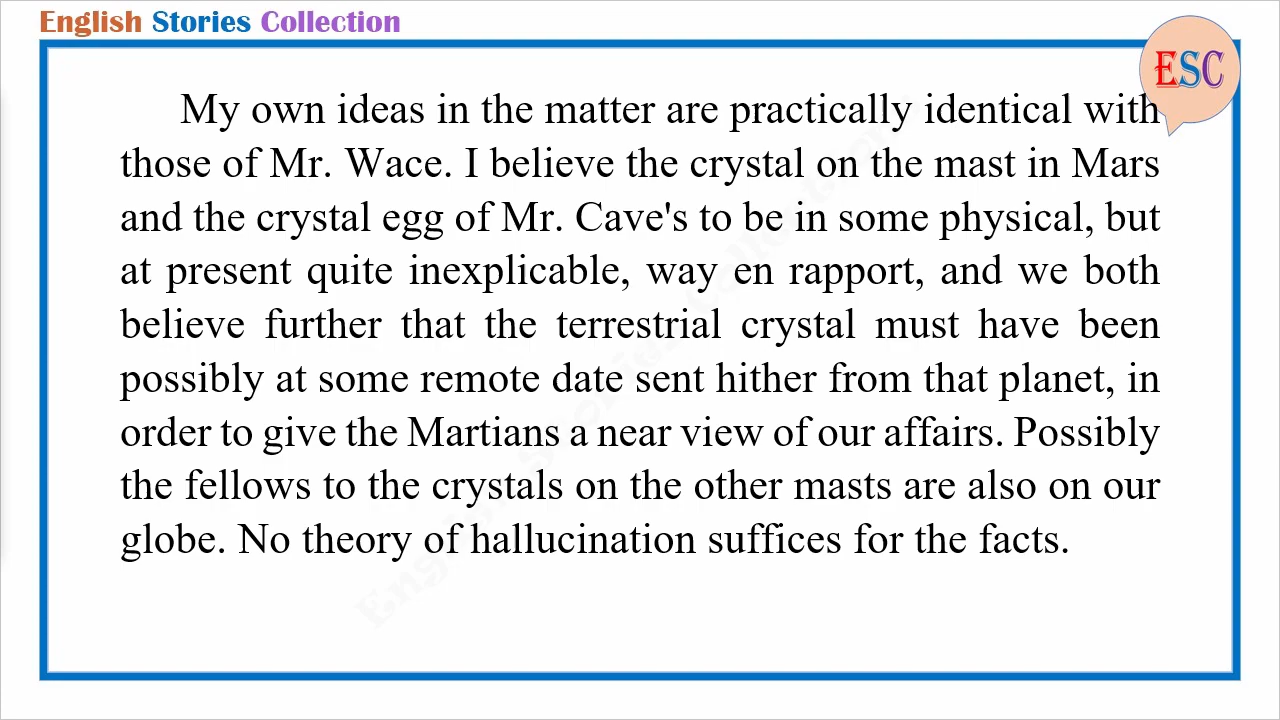 English Stories Collection
ESC
My own ideas in the matter are practically identical with
those of Mr. Wace. I believe the crystal on the mast in Mars
and the crystal egg of Mr. Cave's to be in some physical, but
at present quite inexplicable, way en rapport, and we both
believe further that the terrestrial crystal must have been
possibly at some remote date sent hither from that planet, in
order to give the Martians a near view of our affairs. Possibly
the fellows to the crystals on the other masts are also on our
globe. No theory of hallucination suffices for the facts.
English Stories Collection